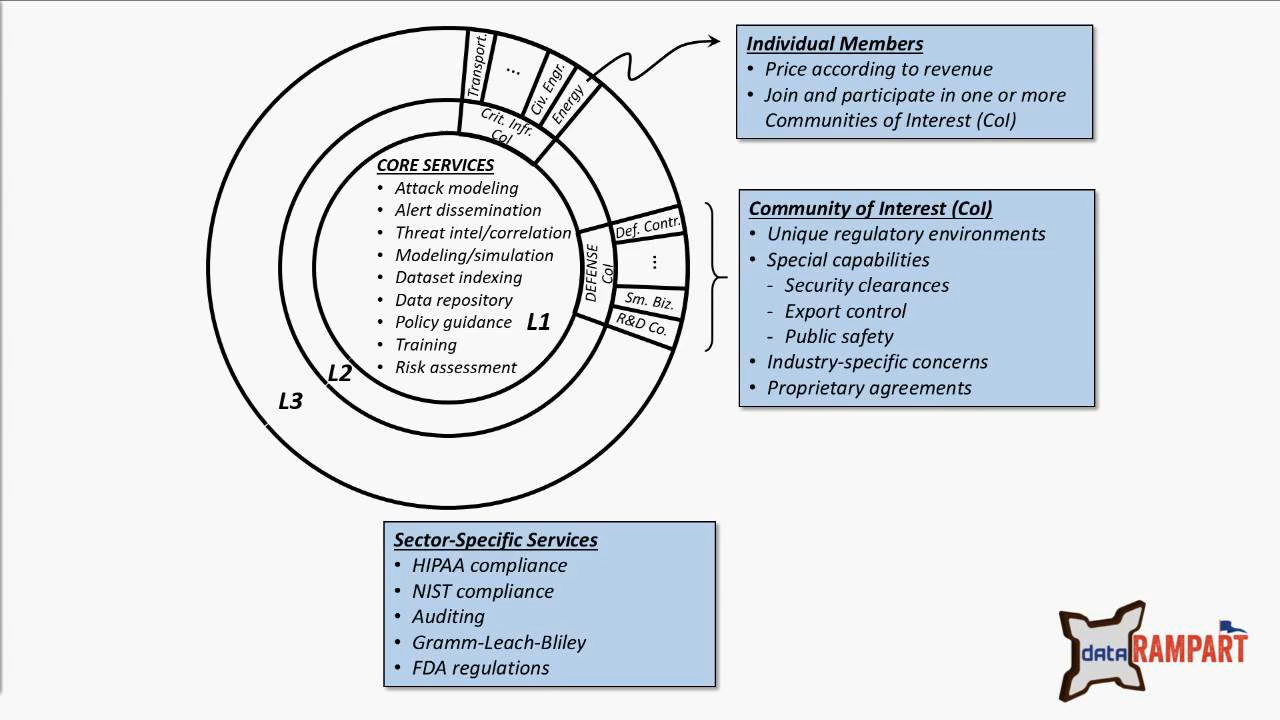 Transport.
...
Civ. Engr.
Energy
Crit. Infr.
CoI
CORE SERVICES
• Attack modeling
• Alert dissemination
• Threat intel/correlation
• Modeling/simulation
• Dataset indexing
• Data repository
• Policy guidance
• Training
• Risk assessment
L1
L2
L3
DEFENSE
CoI
Def. Contr.
...
Sm. Biz.
R&D Co.
Individual Members
• Price according to revenue
• Join and participate in one or more
Communities of Interest (CoI)
Community of Interest (CoI)
• Unique regulatory environments
• Special capabilities
- Security clearances
- Export control
- Public safety
• Industry-specific concerns
• Proprietary agreements
Sector-Specific Services
• HIPAA compliance
• NIST compliance
• Auditing
• Gramm-Leach-Bliley
• FDA regulations
dataRAMPART